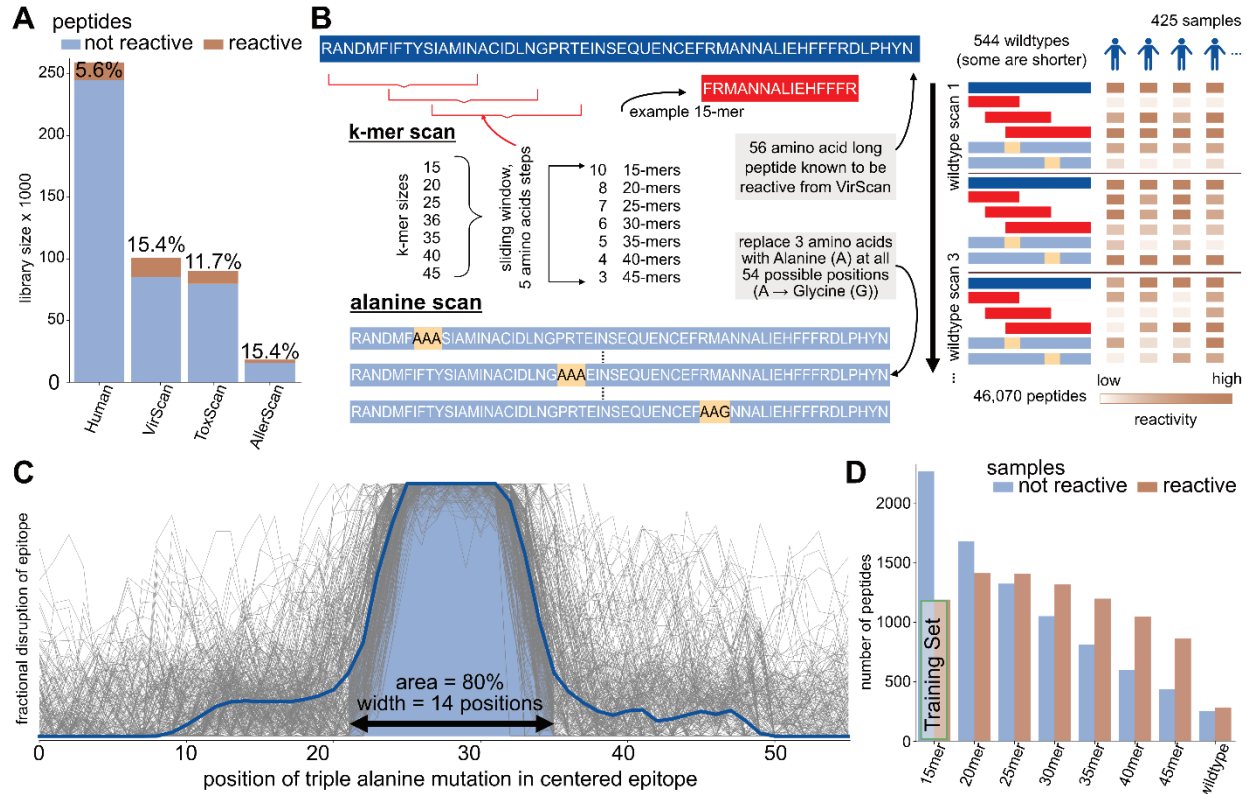 A
peptides
not reactive
reactive
library size x 1000
250
200
150
100
50
0
5.6%
15.4%
11.7%
15.4%
Human
VirScan
ToxScan
AllerScan
B
RANDMFIFTYSIAMINACIDLNGPRTEINSEQUENCEFRMANNALIEHFFFRDLPHYN
FRMANNALIEHFFFR
example 15-mer
k-mer scan
k-mer sizes
15
20
25
36
35
40
45
sliding window,
5 amino acids steps
10 15-mers
8 20-mers
7 25-mers
6 30-mers
5 35-mers
4 40-mers
3 45-mers
56 amino acid long
peptide known to be
reactive from VirScan
replace 3 amino acids
with Alanine (A) at all
54 possible positions
(A → Glycine (G))
alanine scan
RANDMFAAASIAMINACIDLNGPRTEINSEQUENCEFRMANNALIEHFFFRDLPHYN
RANDMFIFTYSIAMINACIDLNGAAAEINSEQUENCEFRMANNALIEHFFFRDLPHYN
RANDMFIFTYSIAMINACIDLNGPRTEINSEQUENCEFAAGNNALIEHFFFRDLPHYN
425 samples
544 wildtypes
(some are shorter)
...
wildtype scan 1
wildtype scan 3
...
46,070 peptides
low
high
reactivity
C
fractional disruption of epitope
area = 80%
width = 14 positions
0
10
20
30
40
50
position of triple alanine mutation in centered epitope
D
samples
not reactive
reactive
number of peptides
2000
1500
1000
500
0
Training Set
15mer
20mer
25mer
30mer
35mer
40mer
45mer
wildtype